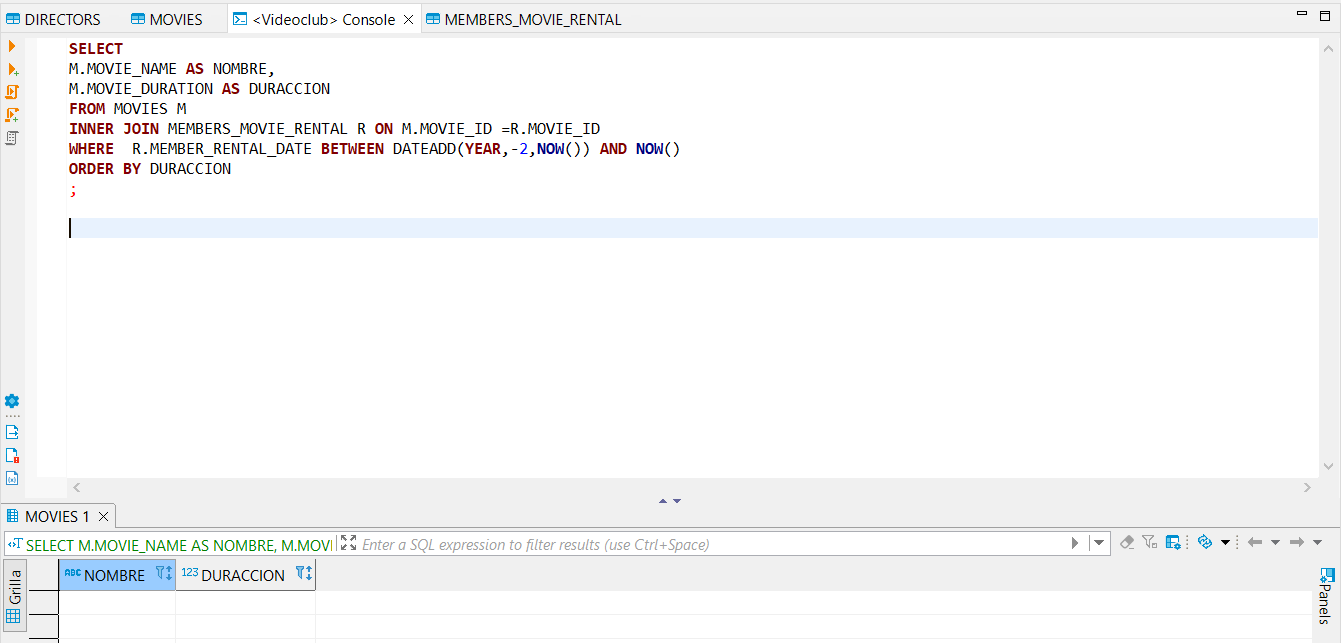 DIRECTORS MOVIES <Videoclub> Console MEMBERS_MOVIE_RENTAL
SELECT
M.MOVIE_NAME AS NOMBRE,
M.MOVIE_DURATION AS DURACCION
FROM MOVIES M
INNER JOIN MEMBERS_MOVIE_RENTAL R ON M.MOVIE_ID =R.MOVIE_ID
WHERE  R.MEMBER_RENTAL_DATE BETWEEN DATEADD(YEAR,-2,NOW()) AND NOW()
ORDER BY DURACCION
;
MOVIES 1
SELECT M.MOVIE_NAME AS NOMBRE, M.MOVI Enter a SQL expression to filter results (use Ctrl+Space)
Grilla
ABC NOMBRE 123 DURACCION
Panels